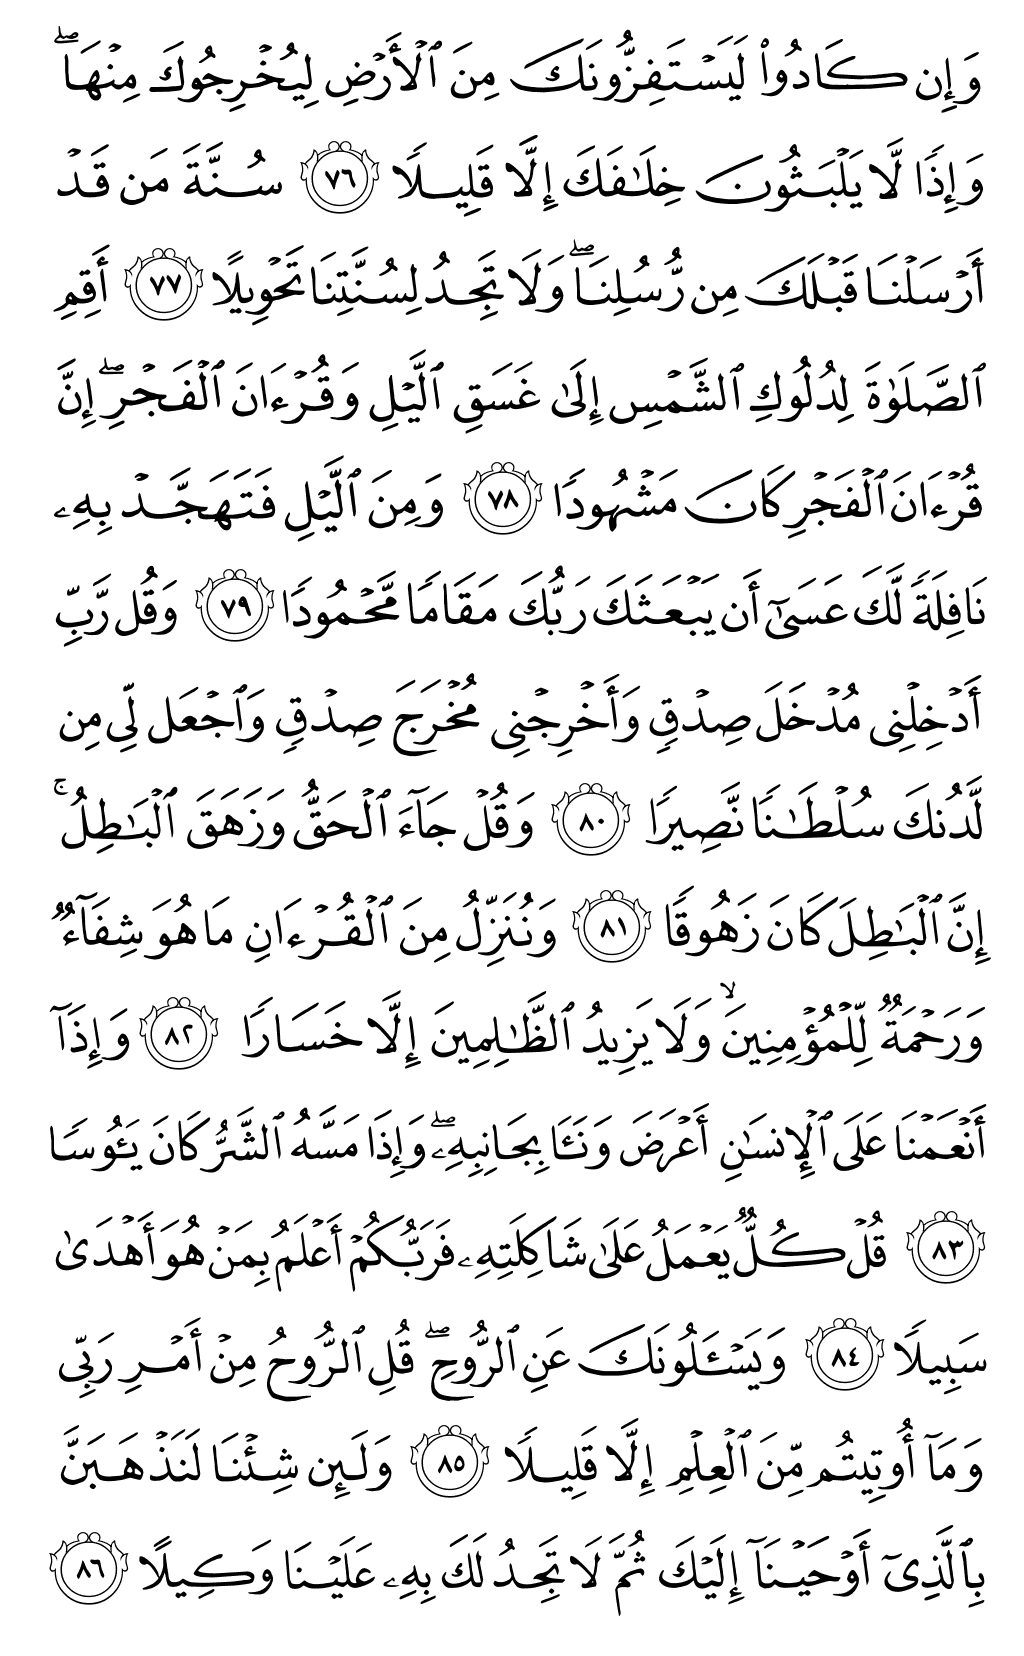 وَإِن كَادُوا۟ لَيَسْتَفِزُّونَكَ مِنَ ٱلْأَرْضِ لِيُخْرِجُوكَ مِنْهَا ۖ
وَإِذًا لَّا يَلْبَثُونَ خِلَـٰفَكَ إِلَّا قَلِيلًا ٧٦ سُنَّةَ مَن قَدْ
أَرْسَلْنَا قَبْلَكَ مِن رُّسُلِنَا ۖ وَلَا تَجِدُ لِسُنَّتِنَا تَحْوِيلًا ٧٧ أَقِمِ
ٱلصَّلَوٰةَ لِدُلُوكِ ٱلشَّمْسِ إِلَىٰ غَسَقِ ٱلَّيْلِ وَقُرْءَانَ ٱلْفَجْرِ ۖ إِنَّ
قُرْءَانَ ٱلْفَجْرِ كَانَ مَشْهُودًا ٧٨ وَمِنَ ٱلَّيْلِ فَتَهَجَّدْ بِهِۦ
نَافِلَةً لَّكَ عَسَىٰٓ أَن يَبْعَثَكَ رَبُّكَ مَقَامًا مَّحْمُودًا ٧٩ وَقُل رَّبِّ
أَدْخِلْنِى مُدْخَلَ صِدْقٍ وَأَخْرِجْنِى مُخْرَجَ صِدْقٍ وَٱجْعَل لِّى مِن
لَّدُنكَ سُلْطَـٰنًا نَّصِيرًا ٨٠ وَقُلْ جَآءَ ٱلْحَقُّ وَزَهَقَ ٱلْبَـٰطِلُ ۚ
إِنَّ ٱلْبَـٰطِلَ كَانَ زَهُوقًا ٨١ وَنُنَزِّلُ مِنَ ٱلْقُرْءَانِ مَا هُوَ شِفَآءٌ
وَرَحْمَةٌ لِّلْمُؤْمِنِينَ ۙ وَلَا يَزِيدُ ٱلظَّـٰلِمِينَ إِلَّا خَسَارًا ٨٢ وَإِذَآ
أَنْعَمْنَا عَلَى ٱلْإِنسَـٰنِ أَعْرَضَ وَنَـَٔا بِجَانِبِهِۦ ۖ وَإِذَا مَسَّهُ ٱلشَّرُّ كَانَ يَـُٔوسًا
٨٣ قُلْ كُلٌّ يَعْمَلُ عَلَىٰ شَاكِلَتِهِۦ فَرَبُّكُمْ أَعْلَمُ بِمَنْ هُوَ أَهْدَىٰ
سَبِيلًا ٨٤ وَيَسْـَٔلُونَكَ عَنِ ٱلرُّوحِ ۖ قُلِ ٱلرُّوحُ مِنْ أَمْرِ رَبِّى
وَمَآ أُوتِيتُم مِّنَ ٱلْعِلْمِ إِلَّا قَلِيلًا ٨٥ وَلَئِن شِئْنَا لَنَذْهَبَنَّ
بِٱلَّذِىٓ أَوْحَيْنَآ إِلَيْكَ ثُمَّ لَا تَجِدُ لَكَ بِهِۦ عَلَيْنَا وَكِيلًا ٨٦